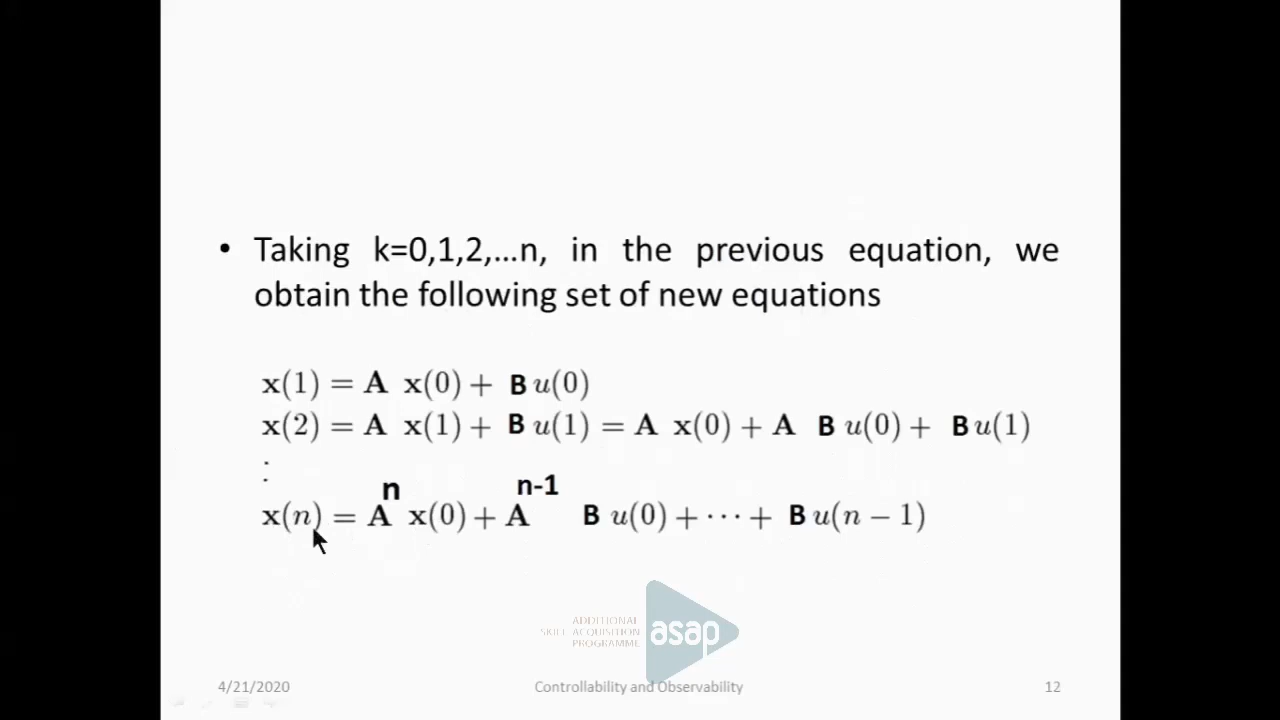 • Taking k=0,1,2,...n, in the previous equation, we
obtain the following set of new equations
x(1) = A x(0) + B u(0)
x(2) = A x(1) + B u(1) = A x(0) + A B u(0) + B u(1)
:
x(n) = Aⁿ x(0) + Aⁿ⁻¹ B u(0) + ··· + B u(n − 1)
ADDITIONAL
SKILL ACQUISITION
PROGRAMME
asap
4/21/2020 Controllability and Observability 12